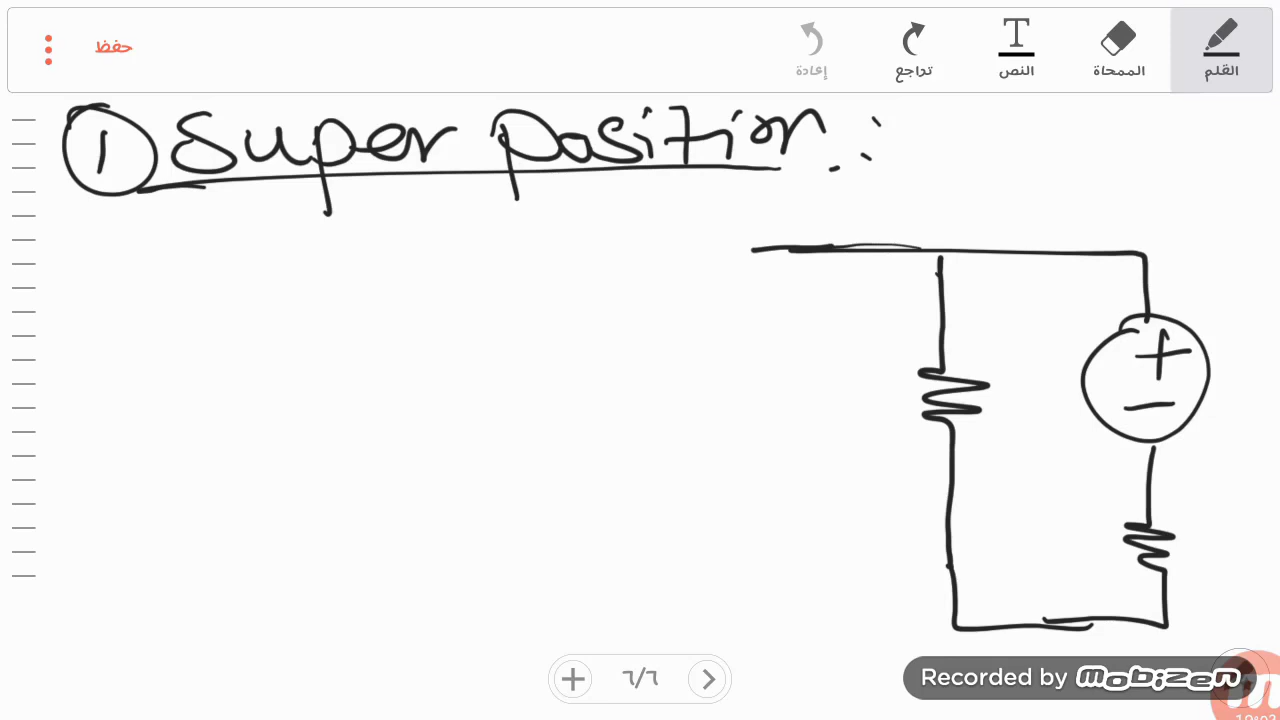 حفظ
إعادة
تراجع
النص
الممحاة
القلم
① Super Position :
+
−
٦/٦
Recorded by mobizen